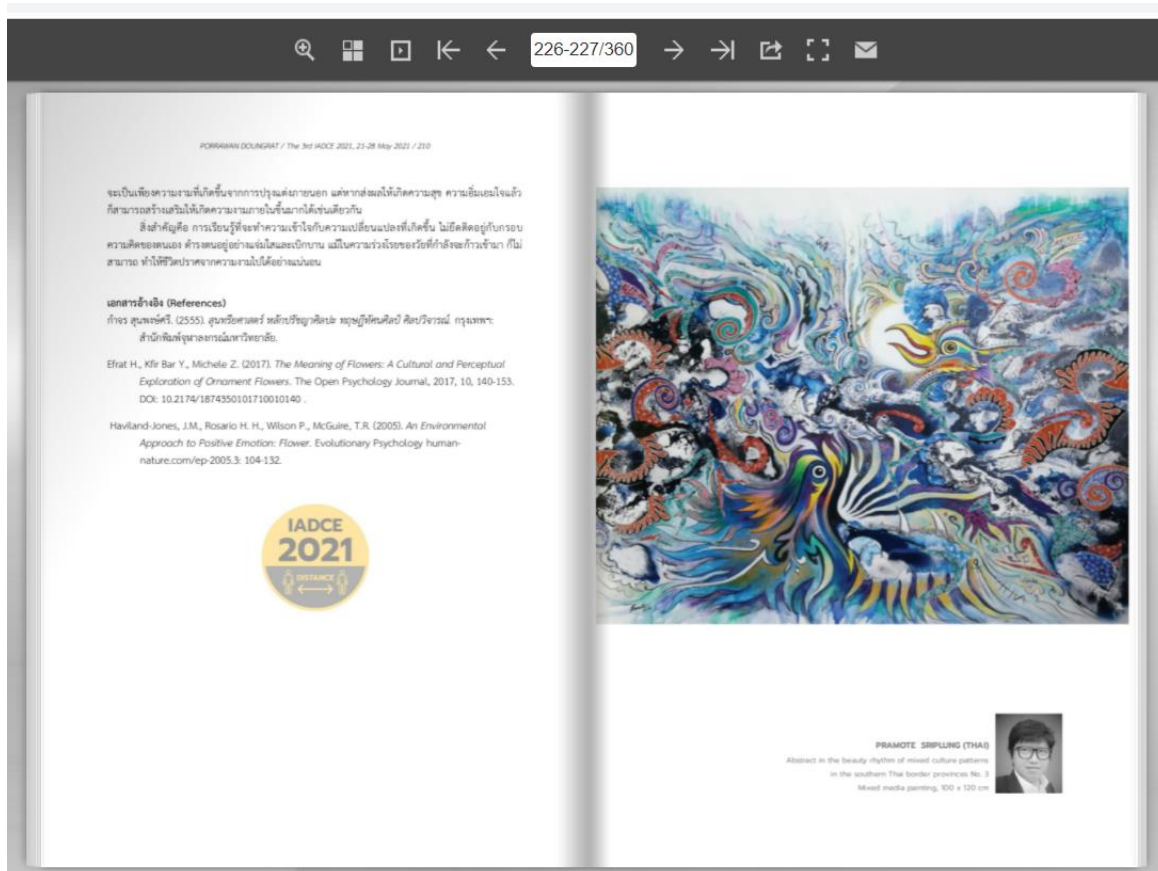 226-227/360
PORRAWAN DOUNGRAT / The 3rd IADCE 2021, 21-28 May 2021 / 210
จะเป็นเพียงความงามที่เกิดขึ้นจากการปรุงแต่งภายนอก แต่หากส่งผลให้เกิดความสุข ความอิ่มเอมใจแล้ว
ก็สามารถสร้างเสริมให้เกิดความงามภายในขึ้นมากได้เช่นเดียวกัน
สิ่งสำคัญคือ การเรียนรู้ที่จะทำความเข้าใจกับความเปลี่ยนแปลงที่เกิดขึ้น ไม่ยึดติดอยู่กับกรอบ
ความคิดของตนเอง ดำรงตนอยู่อย่างแจ่มใสและเบิกบาน แม้ในความร่วงโรยของวัยที่กำลังจะก้าวเข้ามา ก็ไม่
สามารถ ทำให้ชีวิตปราศจากความงามไปได้อย่างแน่นอน
เอกสารอ้างอิง (References)
กำจร สุนพงษ์ศรี. (2555). สุนทรียศาสตร์ หลักปรัชญาศิลปะ ทฤษฎีทัศนศิลป์ ศิลปวิจารณ์. กรุงเทพฯ:
สำนักพิมพ์จุฬาลงกรณ์มหาวิทยาลัย.
Efrat H., Kfir Bar Y., Michele Z. (2017). The Meaning of Flowers: A Cultural and Perceptual
Exploration of Ornament Flowers. The Open Psychology Journal, 2017, 10, 140-153.
DOI: 10.2174/1874350101710010140 .
Haviland-Jones, J.M., Rosario H. H., Wilson P., McGuire, T.R. (2005). An Environmental
Approach to Positive Emotion: Flower. Evolutionary Psychology human-
nature.com/ep-2005.3: 104-132.
IADCE
2021
DISTANCE
PRAMOTE SRIPLUNG (THAI)
Abstract in the beauty rhythm of mixed culture patterns
in the southern Thai border provinces No. 3
Mixed media painting, 100 x 120 cm